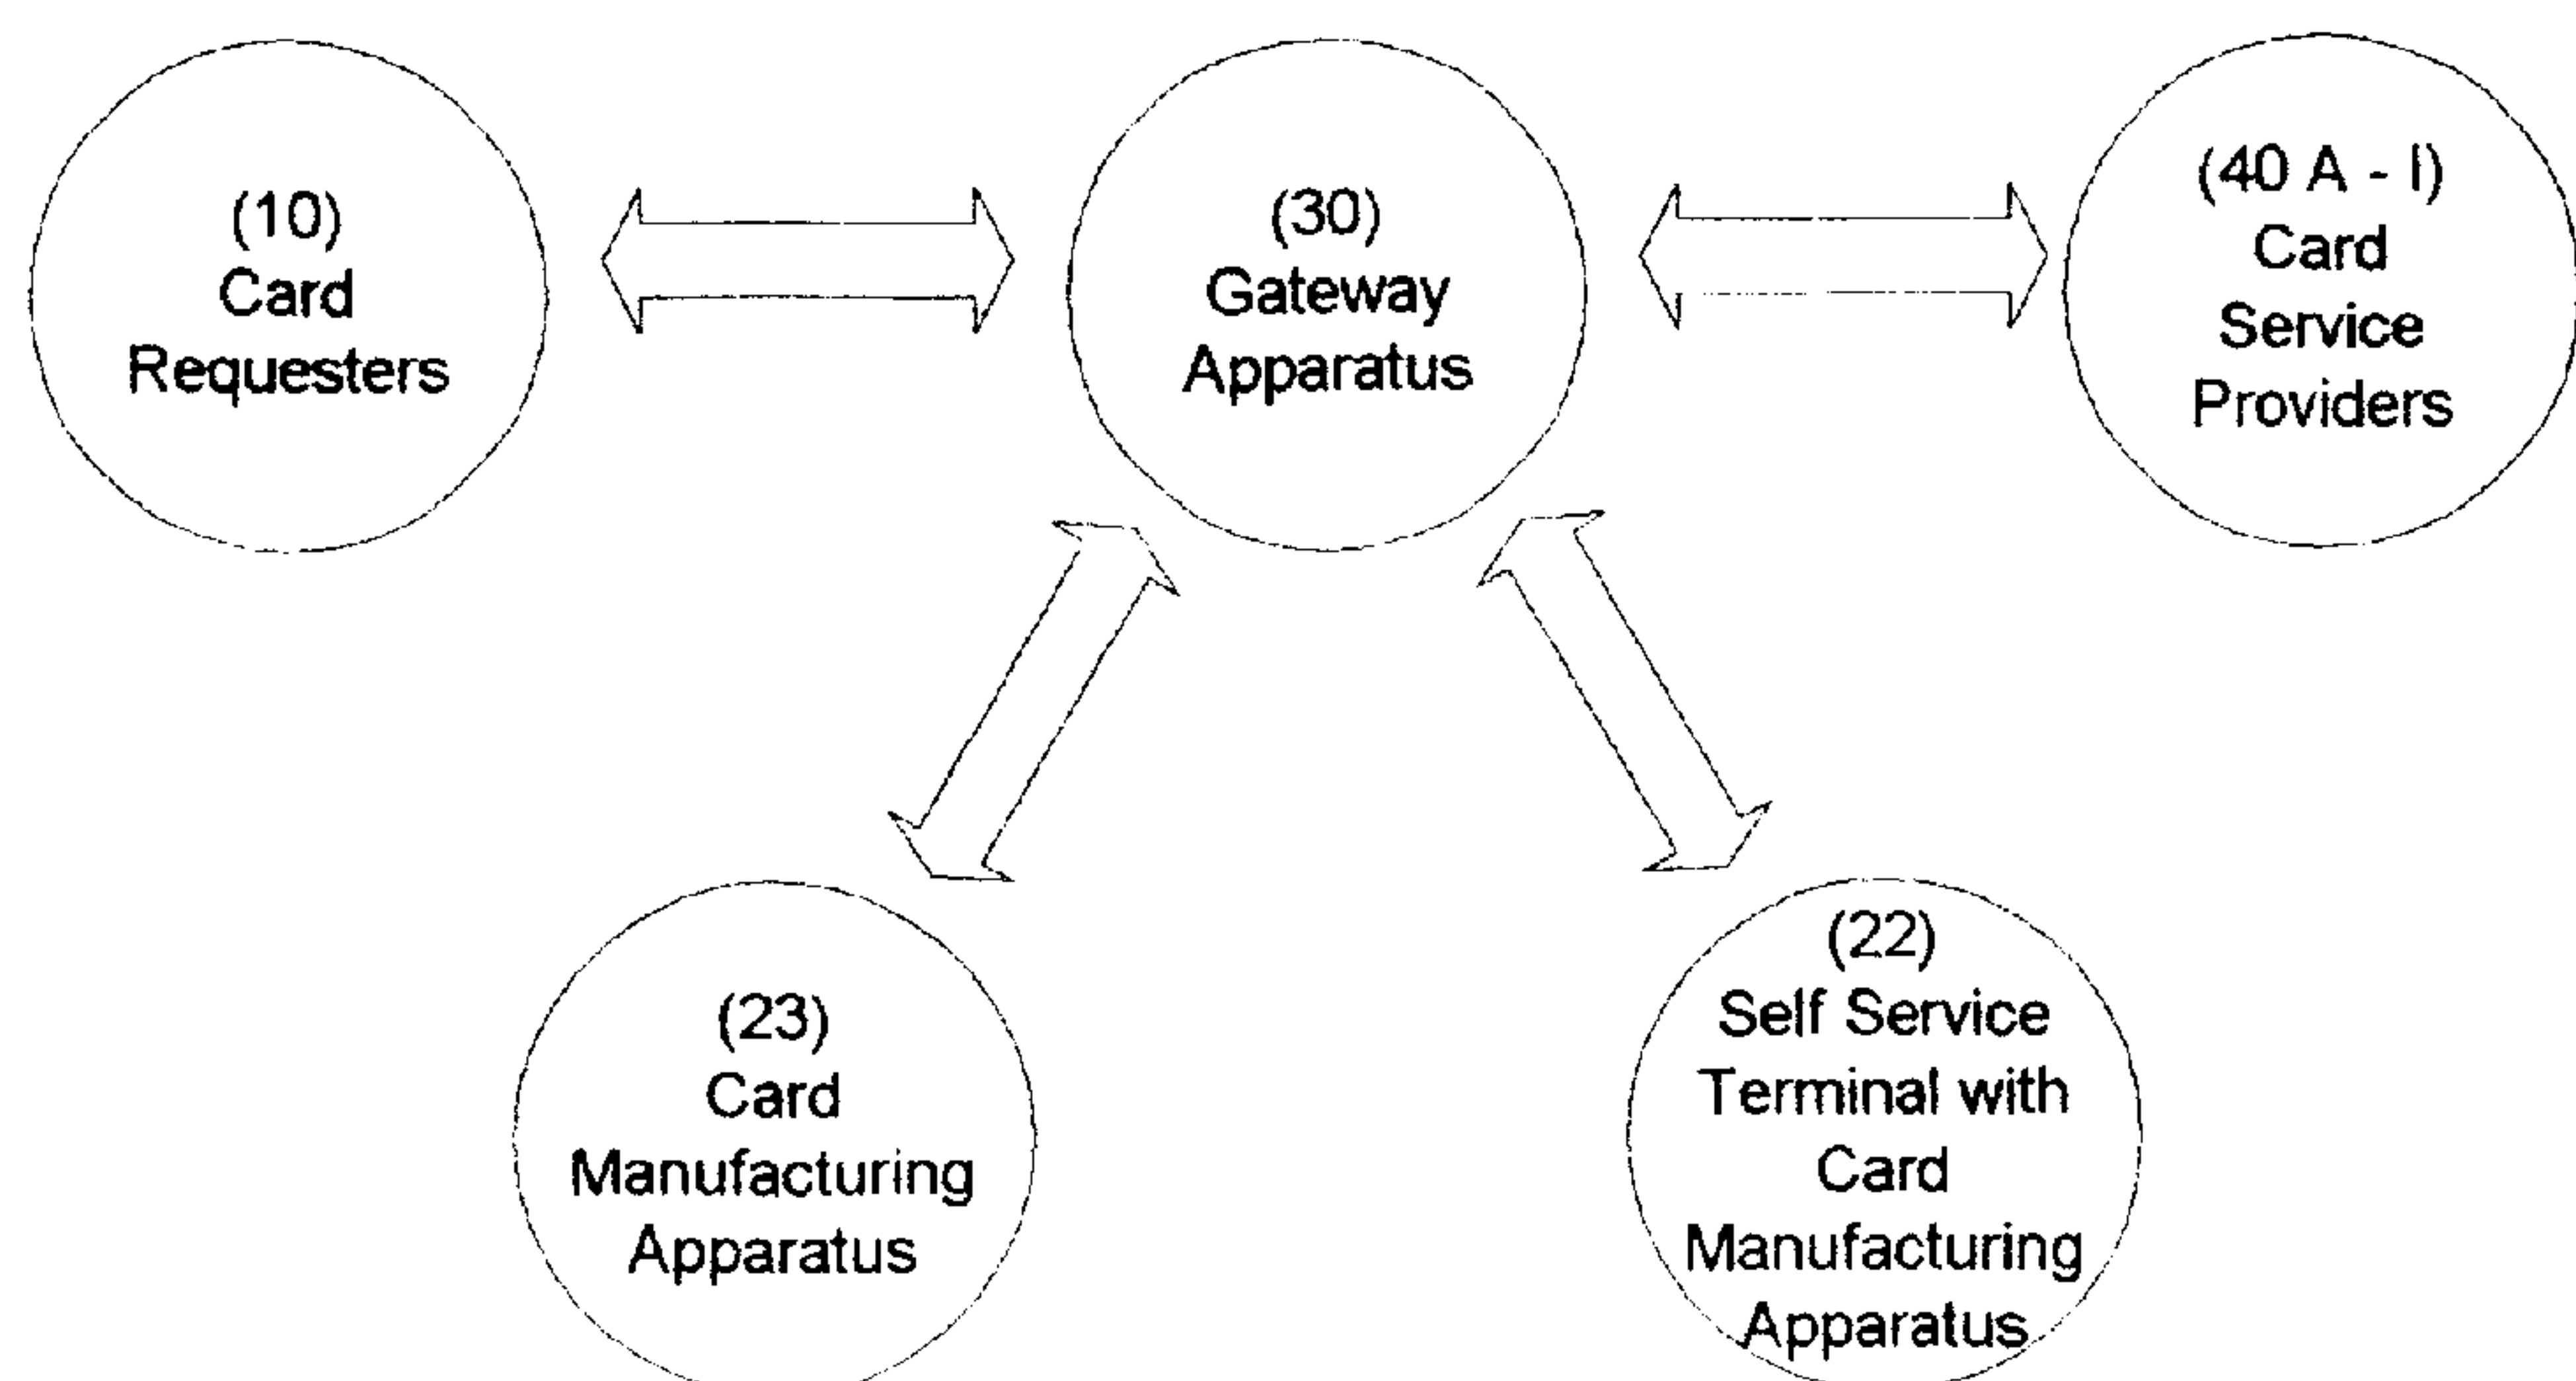 (10)
Card
Requesters
(30)
Gateway
Apparatus
(40 A - I)
Card
Service
Providers
(23)
Card
Manufacturing
Apparatus
(22)
Self Service
Terminal with
Card
Manufacturing
Apparatus